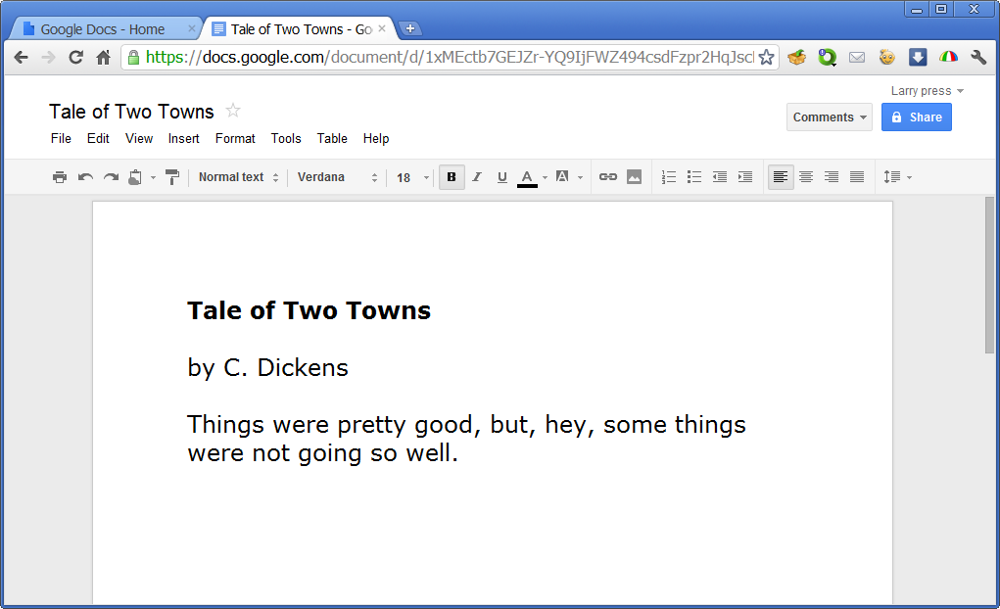 Google Docs - Home
Tale of Two Towns - Go
https://docs.google.com/document/d/1xMEctb7GEJZr-YQ9IjFWZ494csdFzpr2HqJscl
Larry press
Tale of Two Towns
Comments
Share
File Edit View Insert Format Tools Table Help
Normal text Verdana 18 B I U A A
Tale of Two Towns
by C. Dickens
Things were pretty good, but, hey, some things
were not going so well.